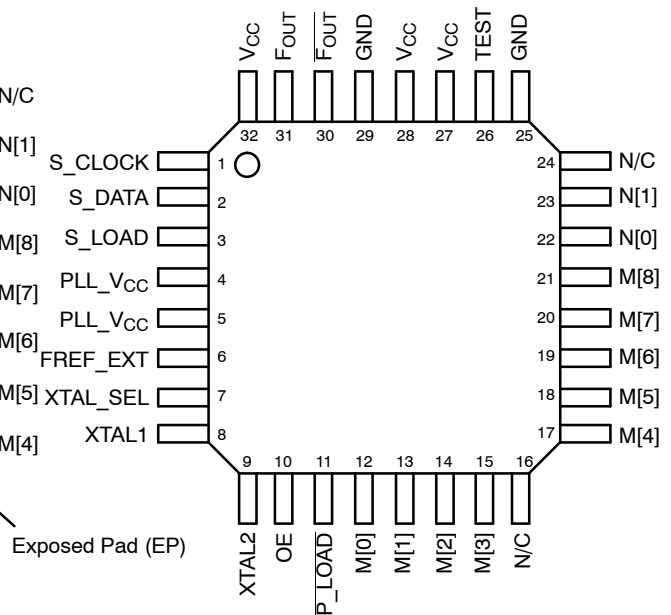 N/C
N[1]
N[0]
M[8]
M[7]
M[6]
M[5]
M[4]
Exposed Pad (EP)
VCC
FOUT
FOUT
GND
VCC
VCC
TEST
GND
32
31
30
29
28
27
26
25
S_CLOCK 1
S_DATA 2
S_LOAD 3
PLL_VCC 4
PLL_VCC 5
FREF_EXT 6
XTAL_SEL 7
XTAL1 8
24 N/C
23 N[1]
22 N[0]
21 M[8]
20 M[7]
19 M[6]
18 M[5]
17 M[4]
9
10
11
12
13
14
15
16
XTAL2
OE
P_LOAD
M[0]
M[1]
M[2]
M[3]
N/C